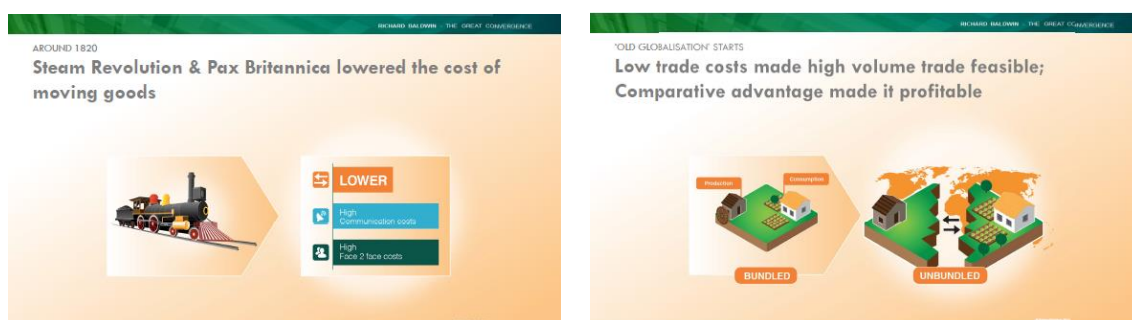 RICHARD BALDWIN - THE GREAT CONVERGENCE
AROUND 1820
Steam Revolution & Pax Britannica lowered the cost of
moving goods
LOWER
High
Communication costs
High
Face 2 face costs
RICHARD BALDWIN - THE GREAT CONVERGENCE
'OLD GLOBALISATION' STARTS
Low trade costs made high volume trade feasible;
Comparative advantage made it profitable
Production
Consumption
BUNDLED
UNBUNDLED